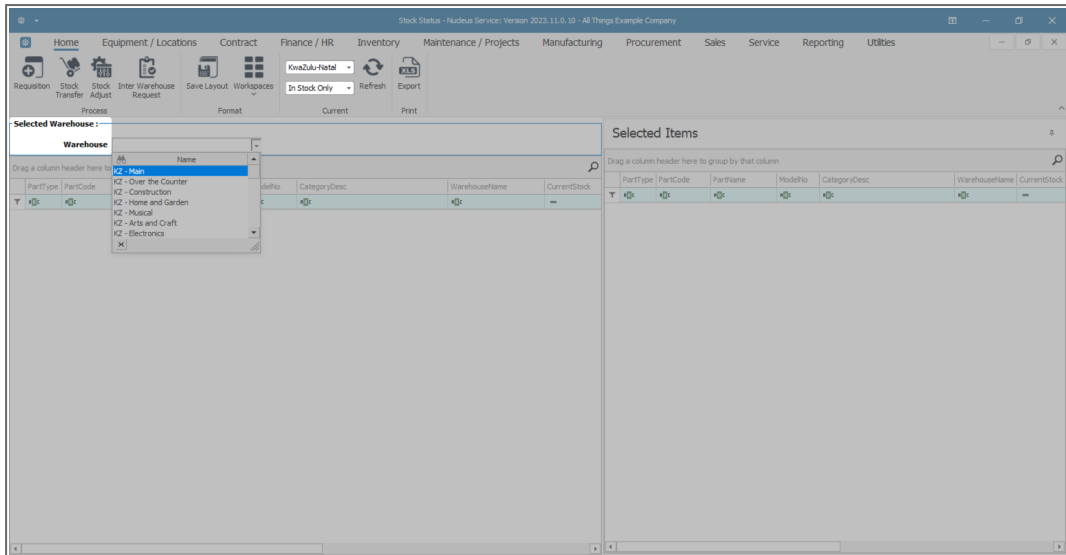 Stock Status - Nucleus Service: Version 2023.11.0.10 - All Things Example Company
Home Equipment / Locations Contract Finance / HR Inventory Maintenance / Projects Manufacturing Procurement Sales Service Reporting Utilities
Requisition Stock Transfer Stock Adjust Inter Warehouse Request Save Layout Workspaces KwaZulu-Natal In Stock Only Refresh XLS Export
Process Format Current Print
Selected Warehouse :
Warehouse
Name
KZ - Main
KZ - Over the Counter
KZ - Construction
KZ - Home and Garden
KZ - Musical
KZ - Arts and Craft
KZ - Electronics
Drag a column header here to
PartType PartCode delNo CategoryDesc WarehouseName CurrentStock
Selected Items
Drag a column header here to group by that column
PartType PartCode PartName ModelNo CategoryDesc WarehouseName CurrentStock